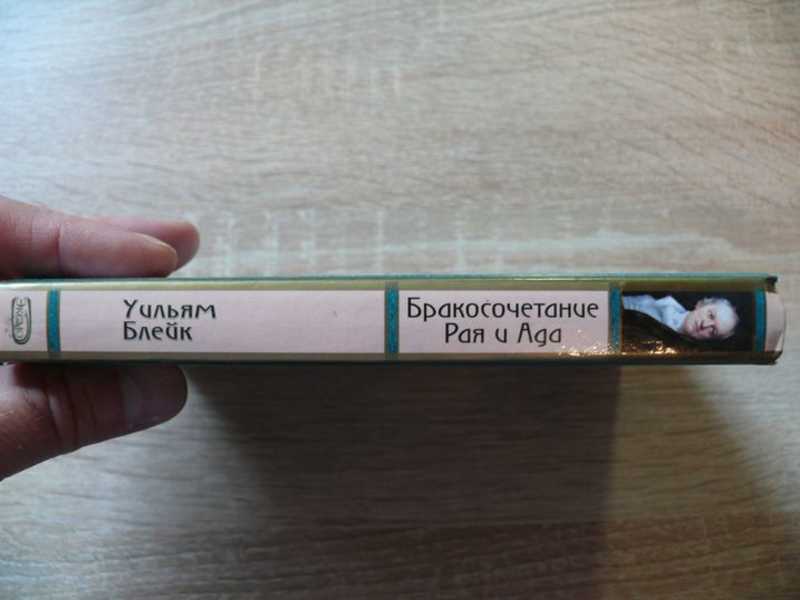 Уильям
Блейк
Бракосочетание
Рая и Ада